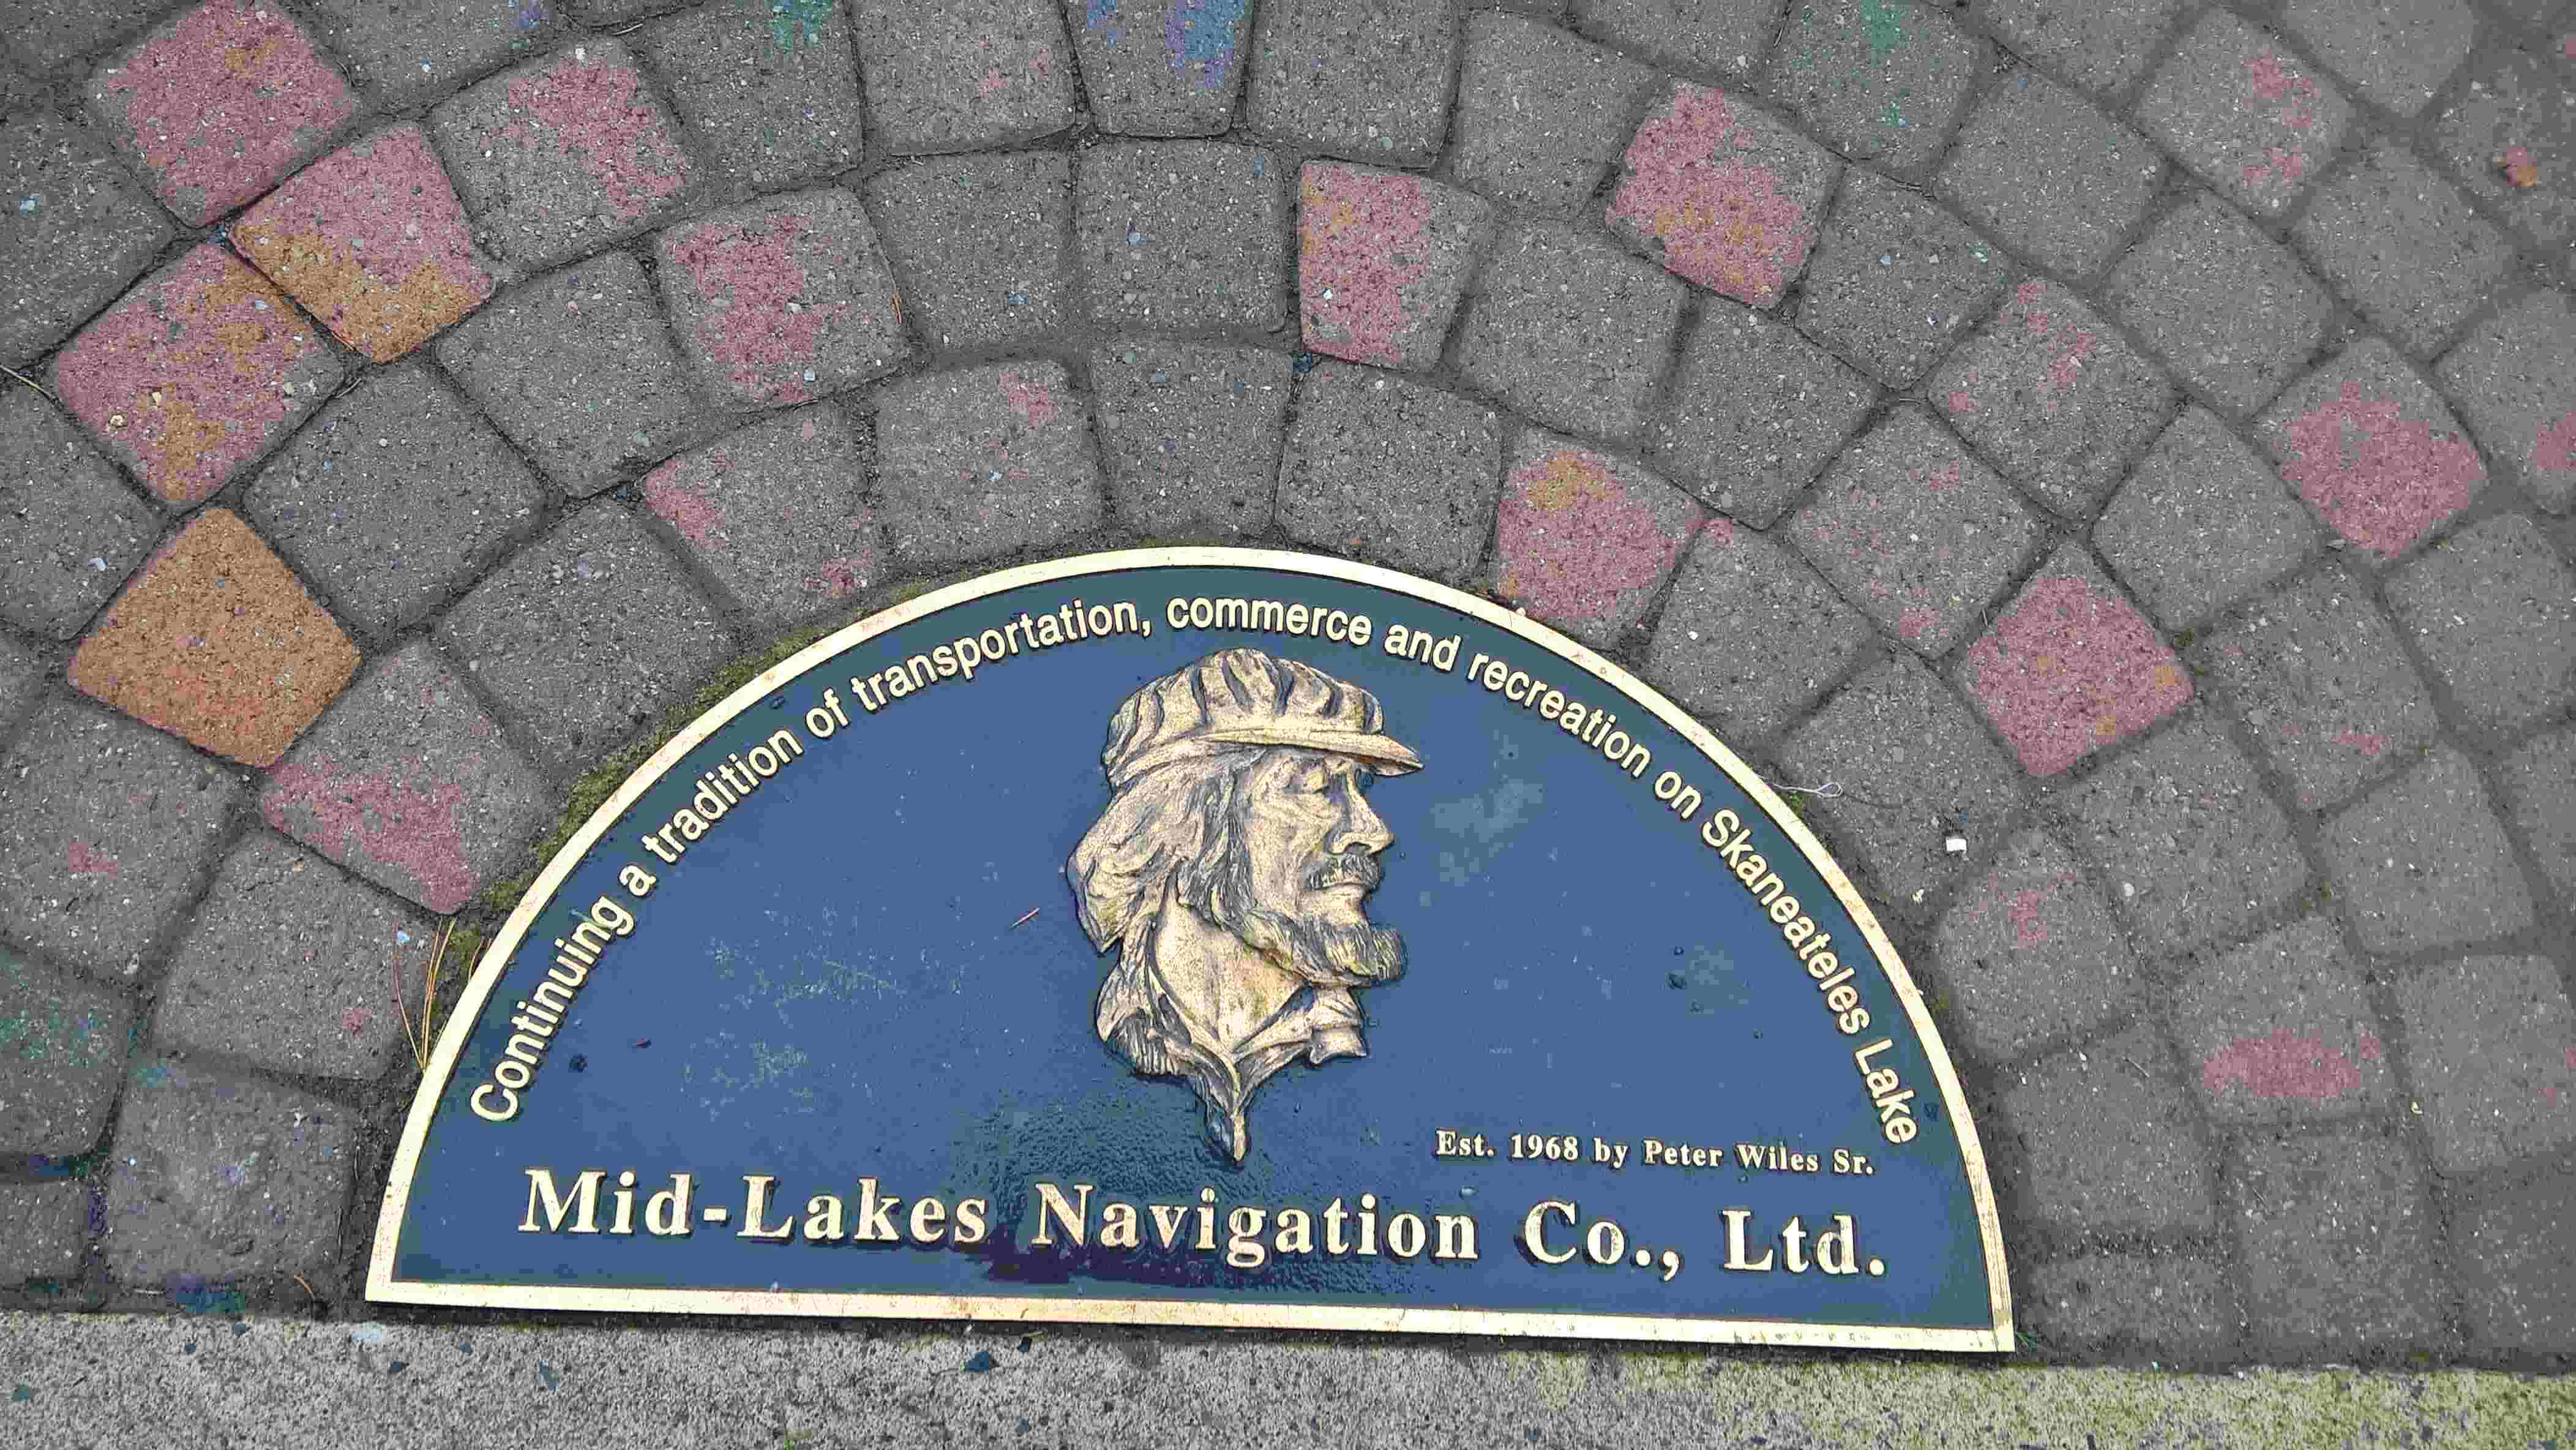 Continuing a tradition of transportation, commerce and recreation on Skaneateles Lake
Est. 1968 by Peter Wiles Sr.
Mid-Lakes Navigation Co., Ltd.